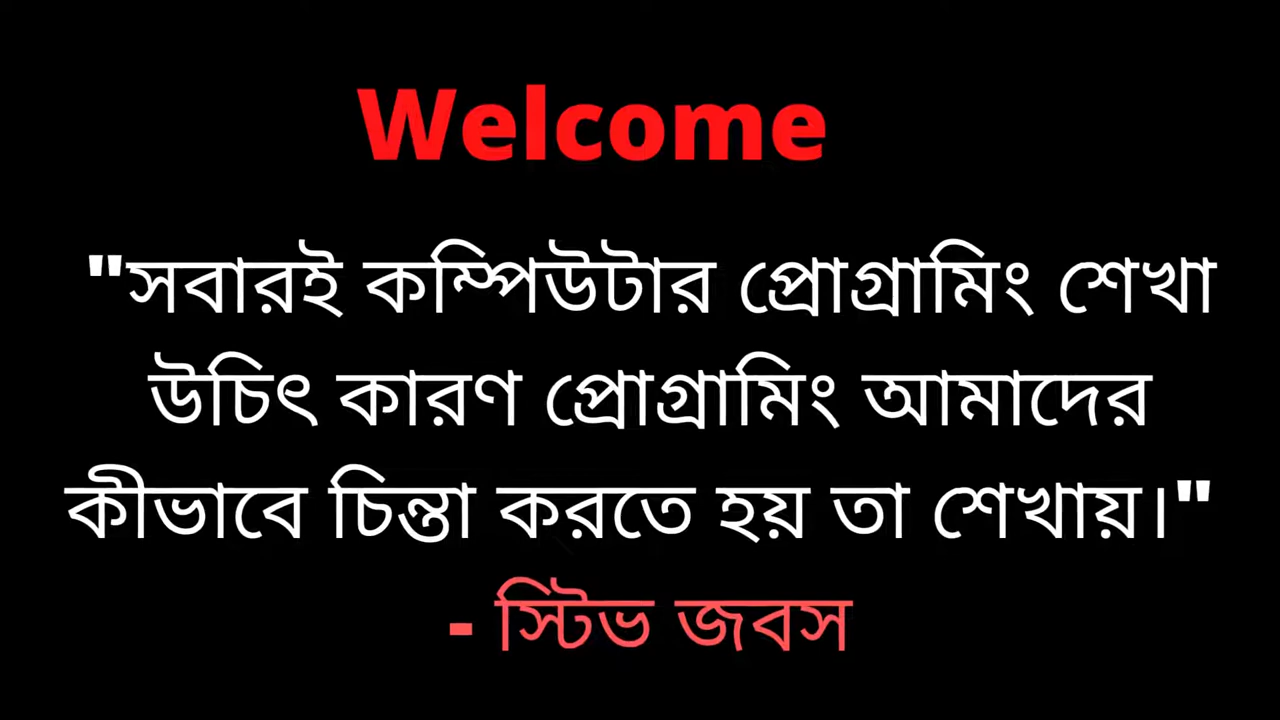 Welcome
"সবারই কম্পিউটার প্রোগ্রামিং শেখা
উচিৎ কারণ প্রোগ্রামিং আমাদের
কীভাবে চিন্তা করতে হয় তা শেখায়।"
- স্টিভ জবস